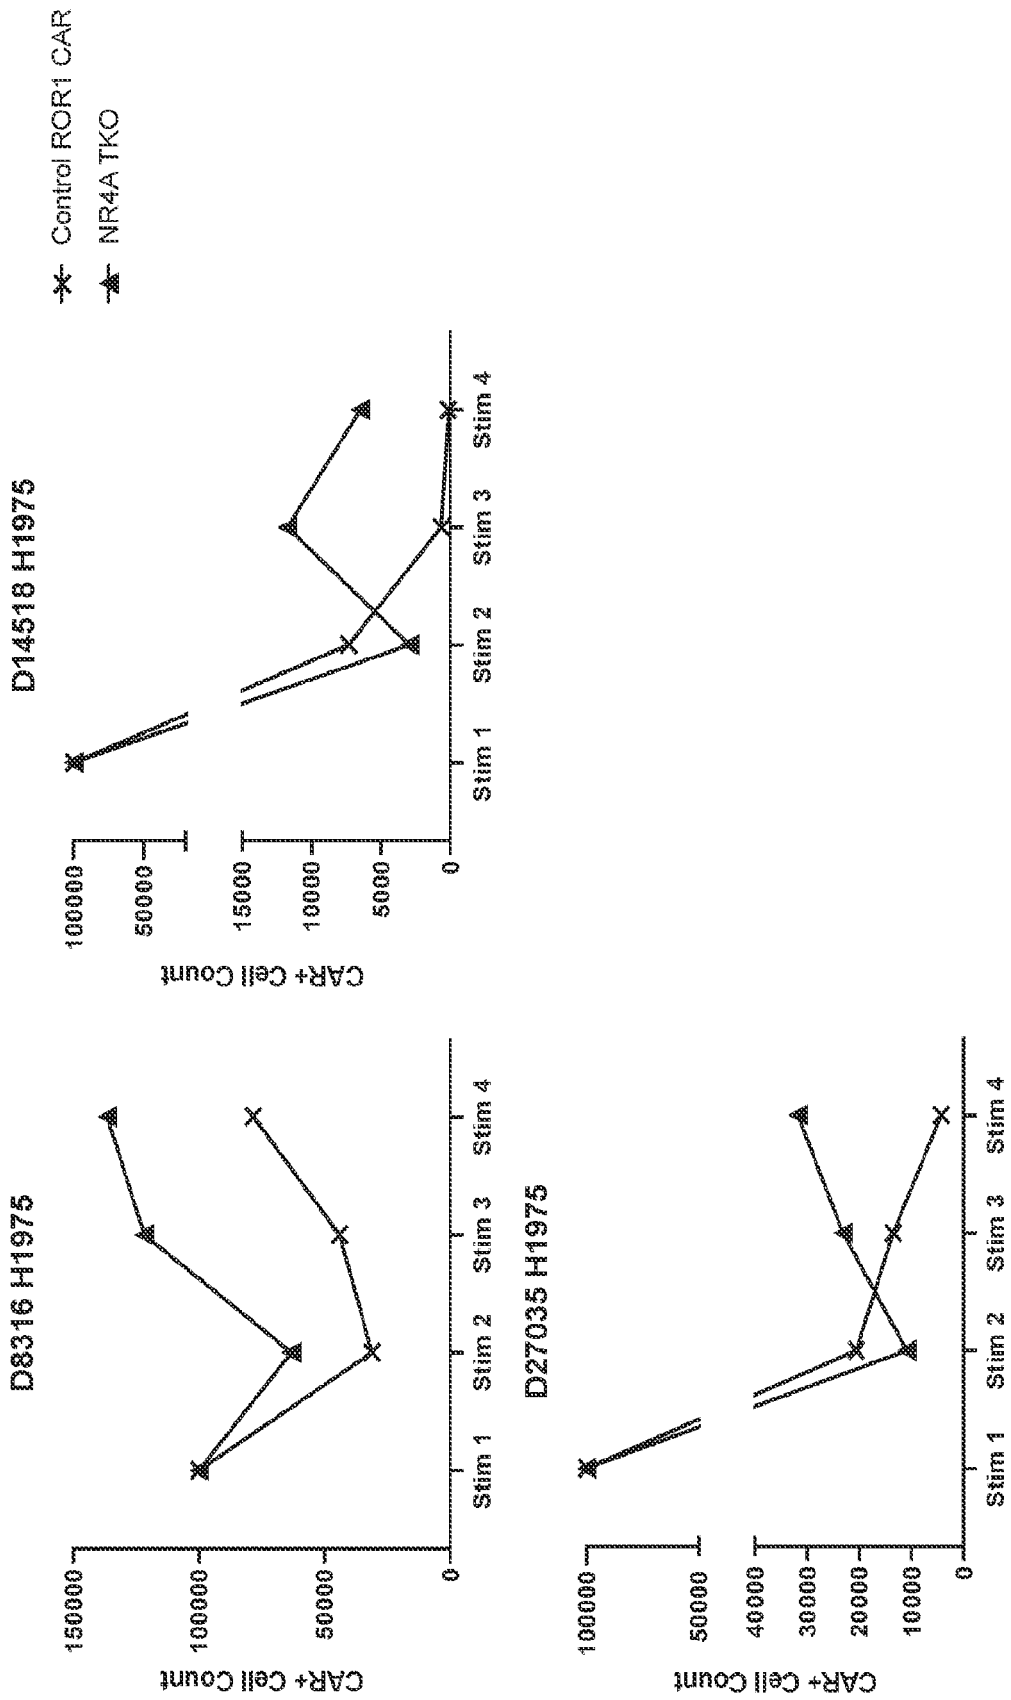 D8316 H1975
CAR+ Cell Count
150000
100000
50000
0
Stim 1
Stim 2
Stim 3
Stim 4
D14518 H1975
CAR+ Cell Count
100000
50000
15000
10000
5000
0
Stim 1
Stim 2
Stim 3
Stim 4
Control ROR1 CAR
NR4A TKO
D27035 H1975
CAR+ Cell Count
100000
50000
40000
30000
20000
10000
0
Stim 1
Stim 2
Stim 3
Stim 4